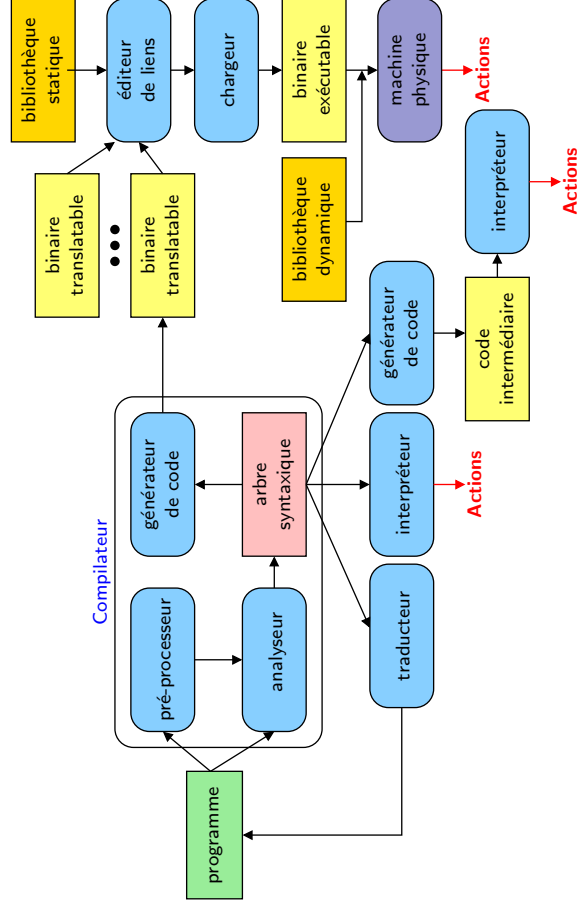 Compilateur
programme
pré-processeur
analyseur
générateur
de code
arbre
syntaxique
traducteur
interpréteur
Actions
générateur
de code
code
intermédiaire
interpréteur
Actions
binaire
translatable
binaire
translatable
bibliothèque
statique
éditeur
de liens
chargeur
binaire
exécutable
bibliothèque
dynamique
machine
physique
Actions